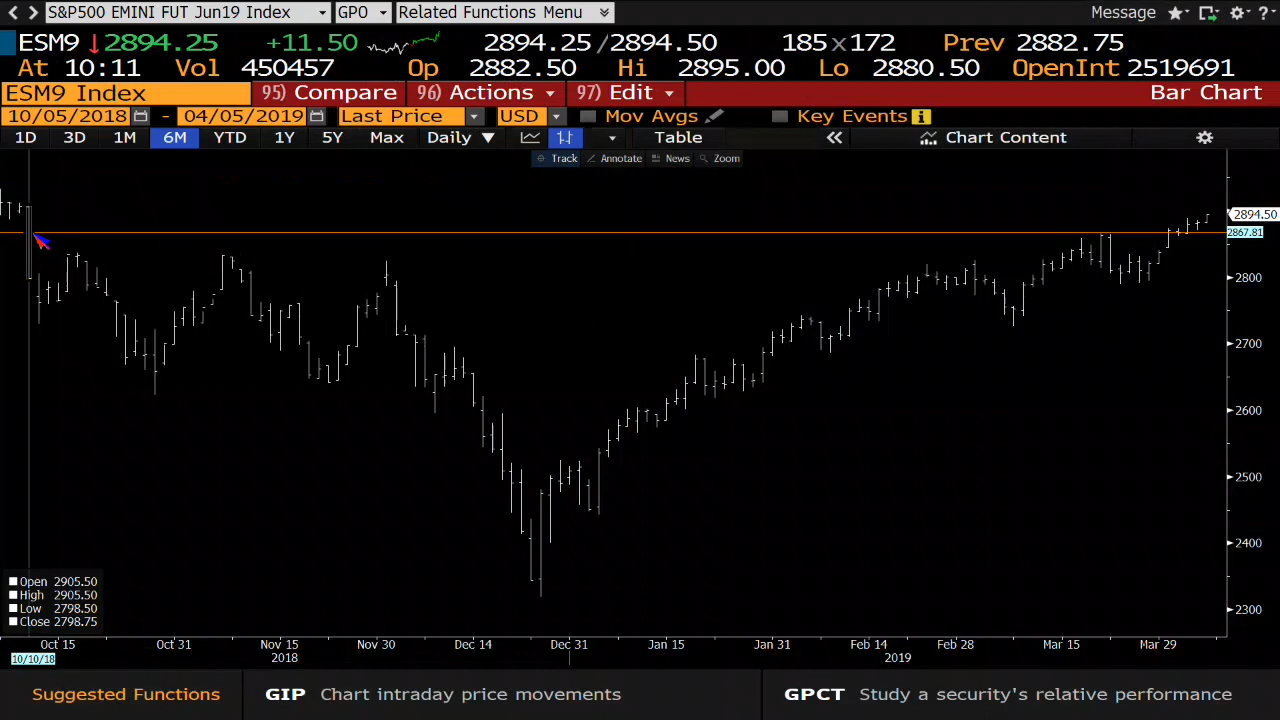 S&P500 EMINI FUT Jun19 Index GPO Related Functions Menu Message ?
ESM9 ↓2894.25 +11.50 2894.25/2894.50 185x172 Prev 2882.75
At 10:11 Vol 450457 Op 2882.50 Hi 2895.00 Lo 2880.50 OpenInt 2519691
ESM9 Index 95) Compare 96) Actions 97) Edit Bar Chart
10/05/2018 - 04/05/2019 Last Price USD Mov Avgs Key Events i
1D 3D 1M 6M YTD 1Y 5Y Max Daily ▼ Table « Chart Content
Track Annotate News Zoom
2894.50
2867.81
2800
2700
2600
2500
2400
2300
Open 2905.50
High 2905.50
Low 2798.50
Close 2798.75
Oct 15 Oct 31 Nov 15 Nov 30 Dec 14 Dec 31 Jan 15 Jan 31 Feb 14 Feb 28 Mar 15 Mar 29
10/10/18 2018 2019
Suggested Functions GIP Chart intraday price movements GPCT Study a security's relative performance